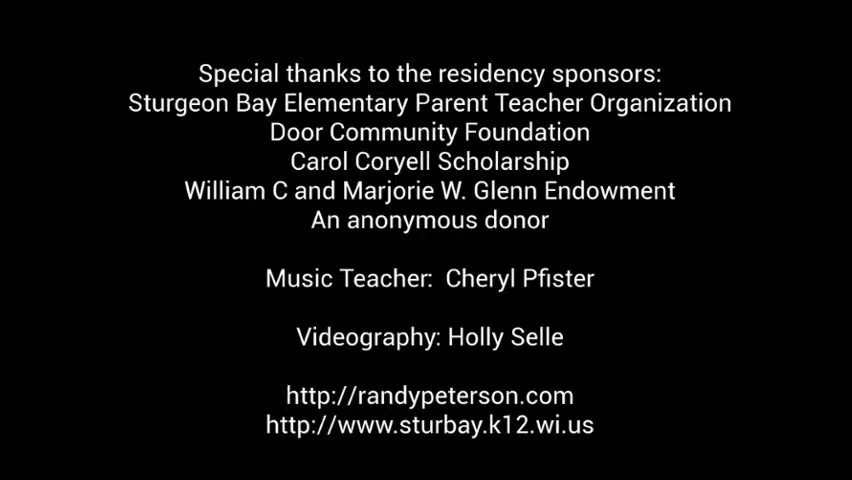 Special thanks to the residency sponsors:
Sturgeon Bay Elementary Parent Teacher Organization
Door Community Foundation
Carol Coryell Scholarship
William C and Marjorie W. Glenn Endowment
An anonymous donor
Music Teacher:  Cheryl Pfister
Videography: Holly Selle
http://randypeterson.com
http://www.sturbay.k12.wi.us